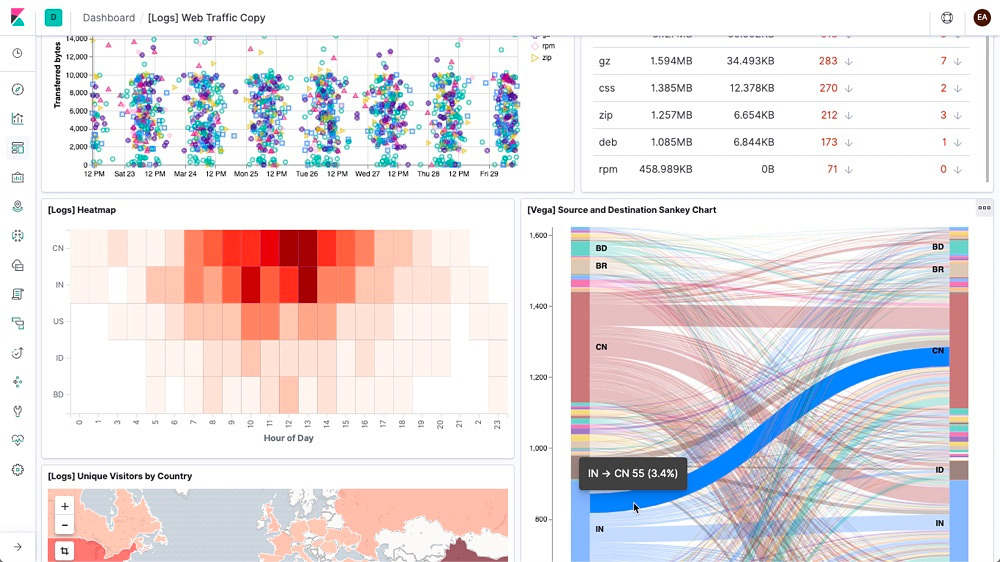 D Dashboard / [Logs] Web Traffic Copy EA
Transferred bytes
14,000
12,000
10,000
8,000
6,000
4,000
2,000
0
12 PM Sat 23 12 PM Mar 24 12 PM Mon 25 12 PM Tue 26 12 PM Wed 27 12 PM Thu 28 12 PM Fri 29
rpm
zip
gz 1.594MB 34.493KB 283 7
css 1.385MB 12.378KB 270 2
zip 1.257MB 6.654KB 212 3
deb 1.085MB 6.844KB 173 1
rpm 458.989KB 0B 71 0
[Logs] Heatmap
CN
IN
US
ID
BD
0 1 3 4 5 6 7 8 9 10 11 12 13 14 15 16 17 18 19 20 21 2 23
Hour of Day
[Vega] Source and Destination Sankey Chart
1,600
1,400
1,200
1,000
800
600
BD BD
BR BR
CN CN
IN → CN 55 (3.4%)
ID
IN IN
[Logs] Unique Visitors by Country
+
−